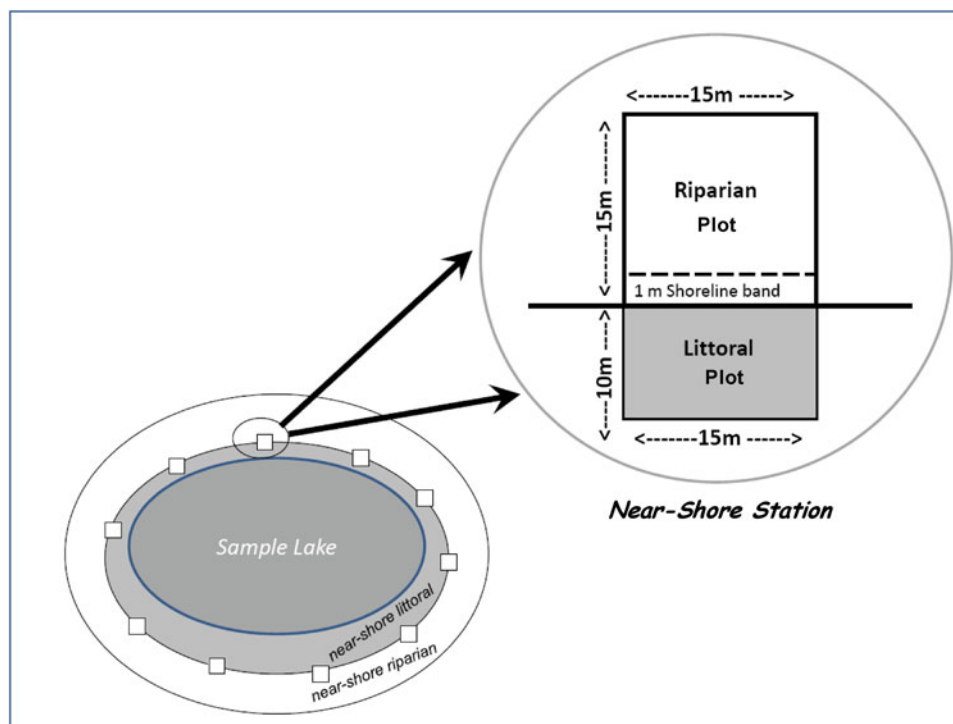 <-------15m ------>
<--------15m------->
Riparian
Plot
1 m Shoreline band
<-----10m----->
Littoral
Plot
<-------15m ------>
Near-Shore Station
Sample Lake
near-shore littoral
near-shore riparian